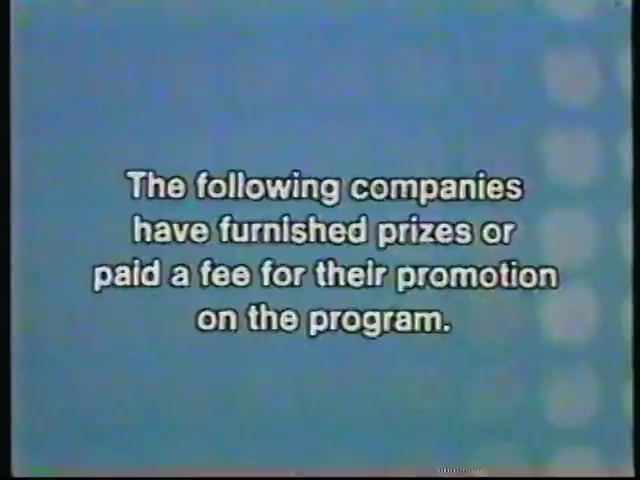 The following companies
have furnished prizes or
paid a fee for their promotion
on the program.